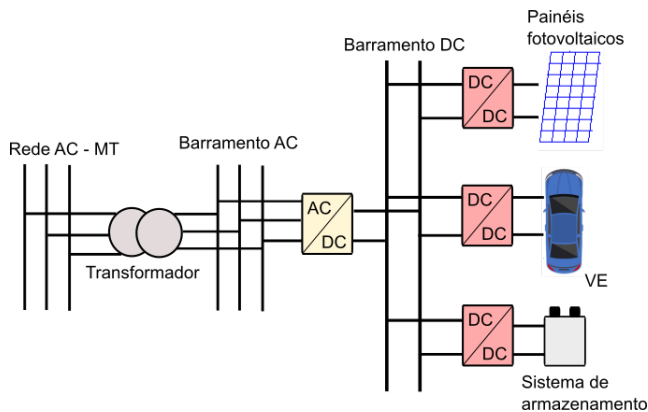 Painéis
fotovoltaicos
Barramento DC
DC
DC
Rede AC - MT
Barramento AC
AC
DC
Transformador
DC
DC
VE
DC
DC
Sistema de
armazenamento